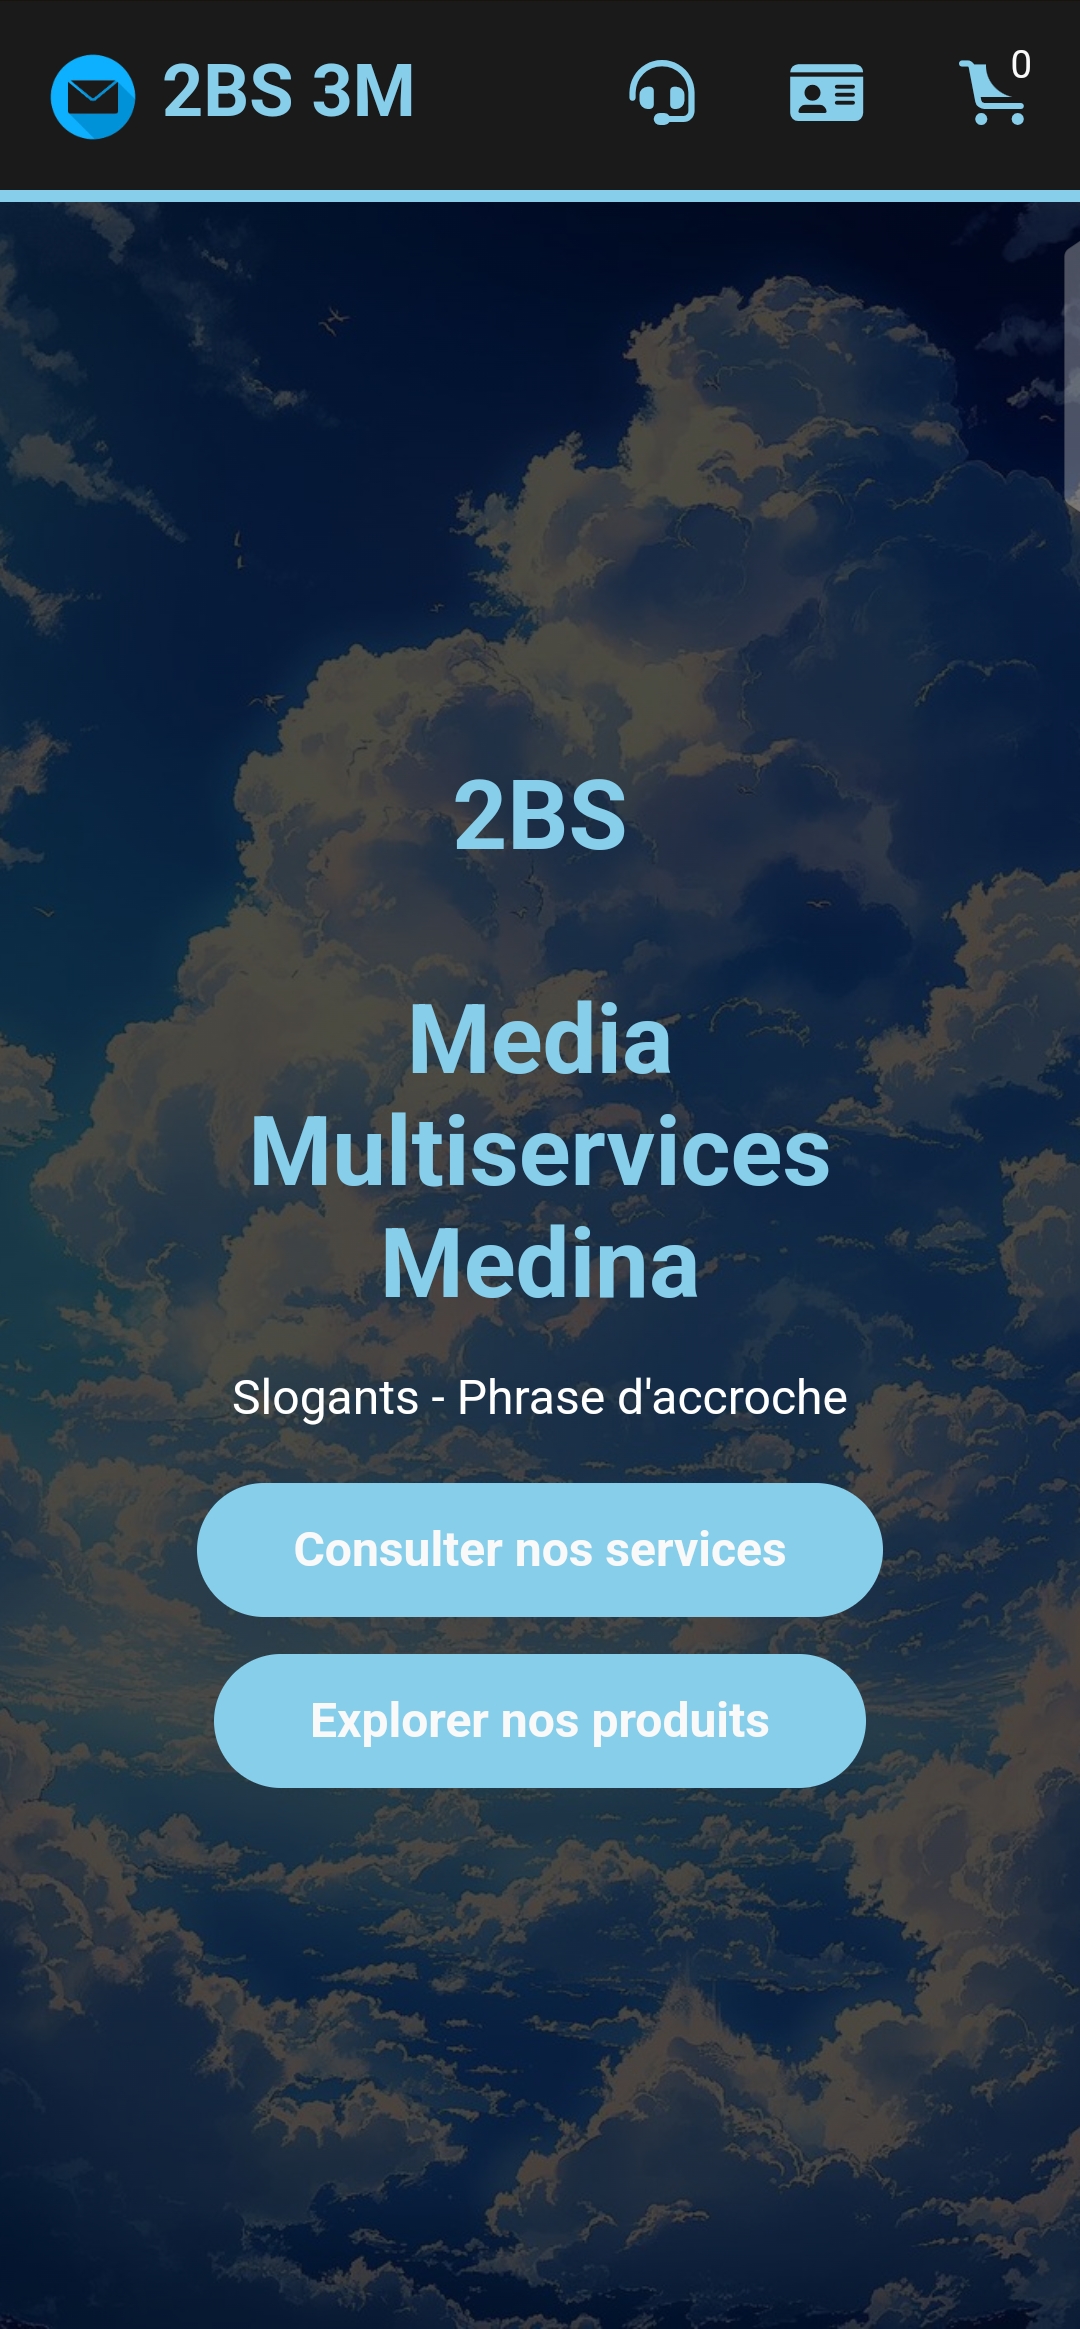 2BS 3M
0
2BS
Media
Multiservices
Medina
Slogants - Phrase d'accroche
Consulter nos services
Explorer nos produits